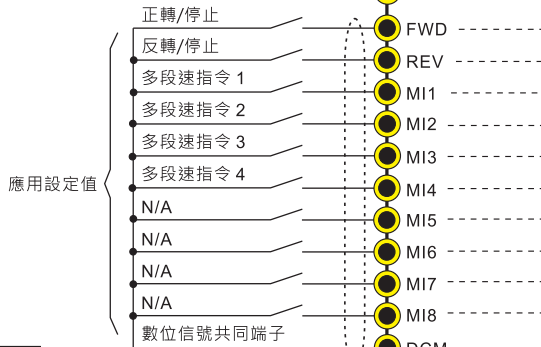 正轉/停止
FWD
反轉/停止
REV
多段速指令 1
MI1
多段速指令 2
MI2
多段速指令 3
MI3
多段速指令 4
MI4
應用設定值
N/A
MI5
N/A
MI6
N/A
MI7
N/A
MI8
數位信號共同端子
DCM